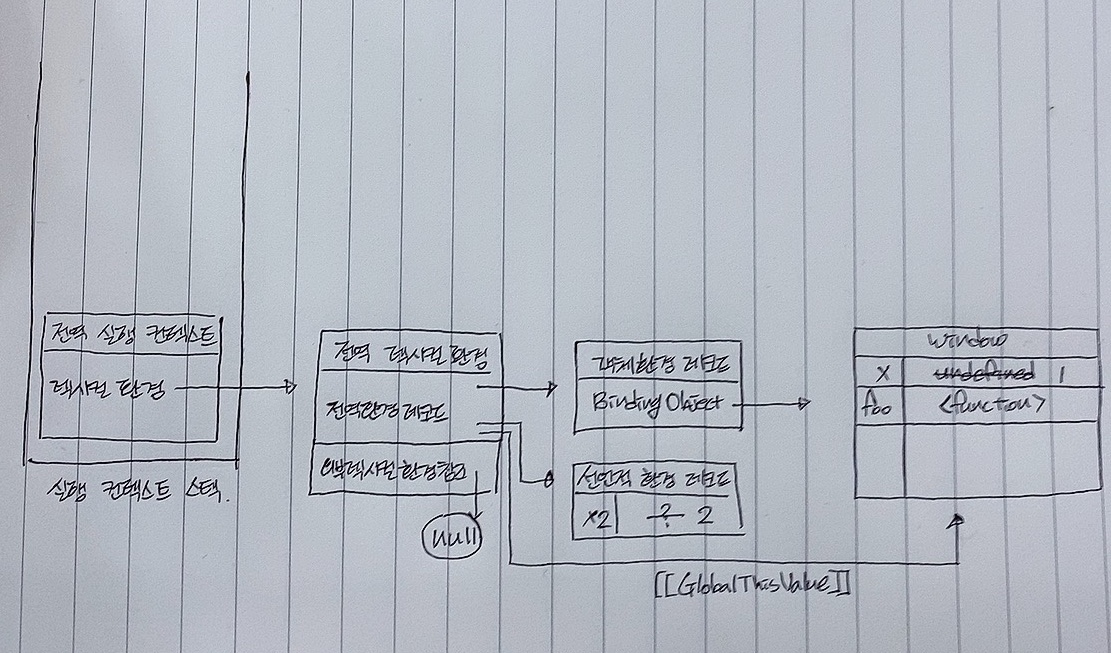 전역 실행 컨텍스트
렉시컬 환경
실행 컨텍스트 스택.
전역 렉시컬 환경
전역환경 레코드
외부렉시컬환경참조
null
객체환경 레코드
BindingObject
선언적 환경 레코드
x2 ? 2
window
x undefined 1
foo <function>
[[GlobalThisValue]]